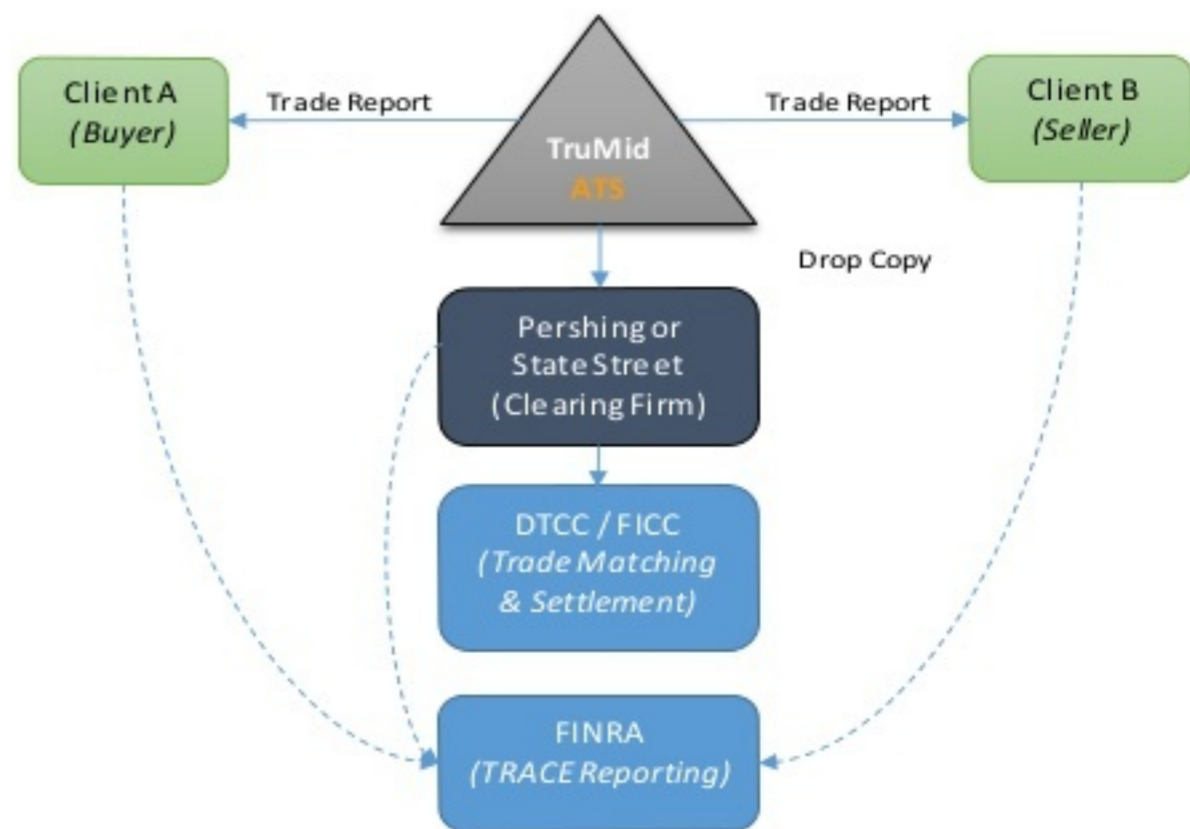 Client A
(Buyer)
Trade Report
TruMid
ATS
Trade Report
Client B
(Seller)
Drop Copy
Pershing or
State Street
(Clearing Firm)
DTCC / FICC
(Trade Matching
& Settlement)
FINRA
(TRACE Reporting)